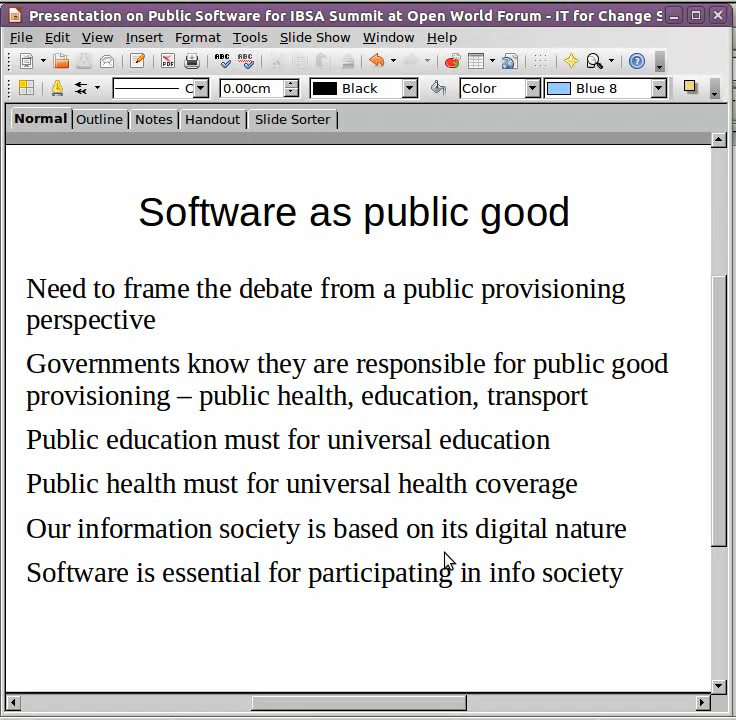 Presentation on Public Software for IBSA Summit at Open World Forum - IT for Change
File Edit View Insert Format Tools Slide Show Window Help
0.00cm Black Color Blue 8
Normal Outline Notes Handout Slide Sorter
Software as public good
Need to frame the debate from a public provisioning
perspective
Governments know they are responsible for public good
provisioning – public health, education, transport
Public education must for universal education
Public health must for universal health coverage
Our information society is based on its digital nature
Software is essential for participating in info society